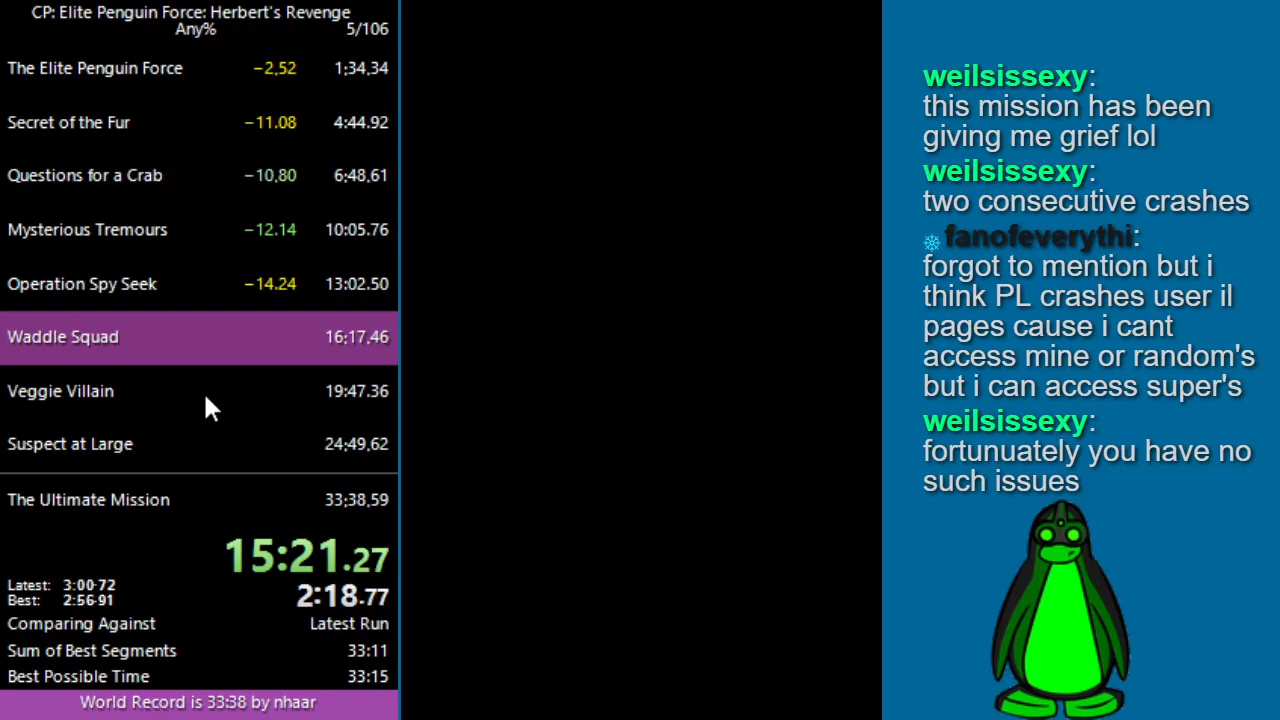 CP: Elite Penguin Force: Herbert's Revenge
Any% 5/106
The Elite Penguin Force −2.52 1:34.34
Secret of the Fur −11.08 4:44.92
Questions for a Crab −10.80 6:48.61
Mysterious Tremours −12.14 10:05.76
Operation Spy Seek −14.24 13:02.50
Waddle Squad 16:17.46
Veggie Villain 19:47.36
Suspect at Large 24:49.62
The Ultimate Mission 33:38.59
15:21.27
Latest: 3:00.72
Best: 2:56.91
2:18.77
Comparing Against Latest Run
Sum of Best Segments 33:11
Best Possible Time 33:15
World Record is 33:38 by nhaar
weilsissexy:
this mission has been
giving me grief lol
weilsissexy:
two consecutive crashes
fanofeverythi:
forgot to mention but i
think PL crashes user il
pages cause i cant
access mine or random's
but i can access super's
weilsissexy:
fortunuately you have no
such issues